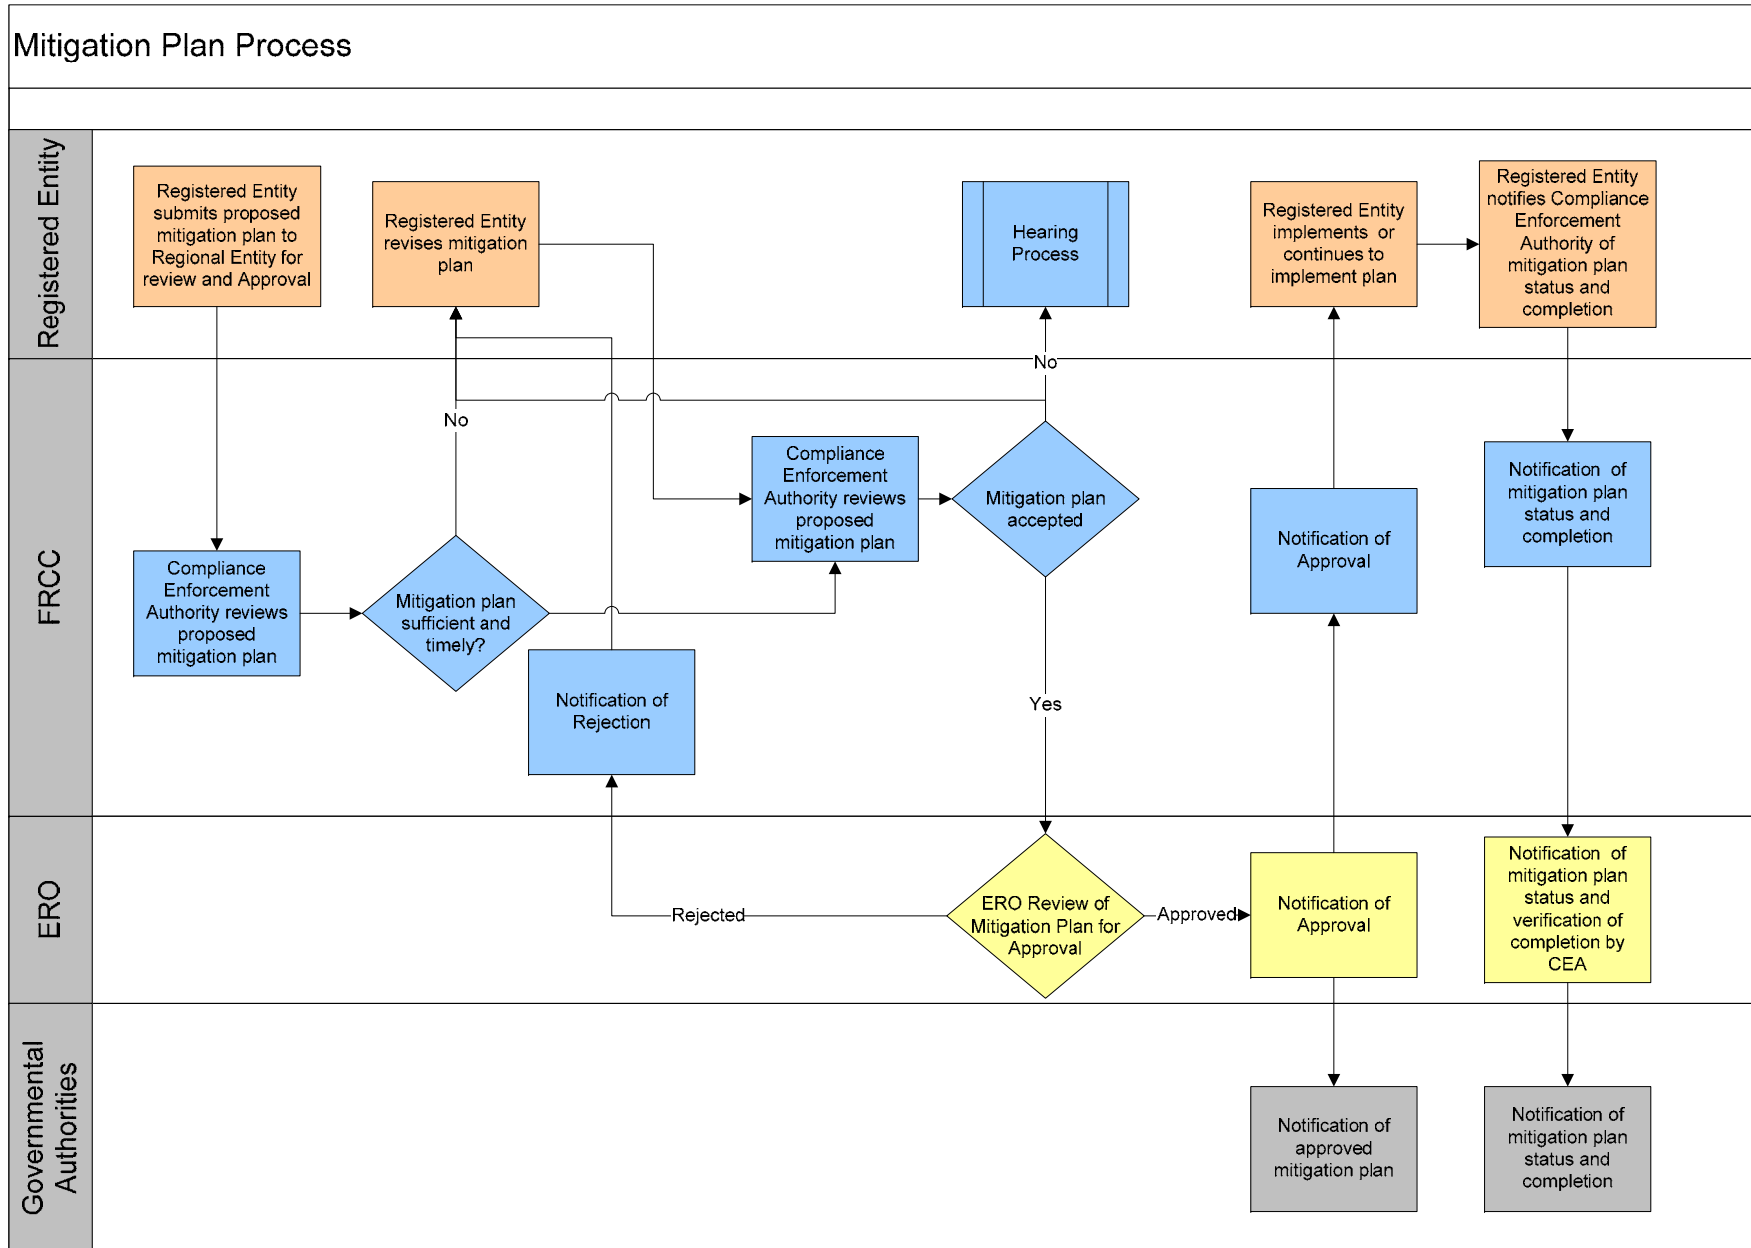 Mitigation Plan Process
Registered Entity
Registered Entity
submits proposed
mitigation plan to
Regional Entity for
review and Approval
Registered Entity
revises mitigation
plan
Hearing
Process
Registered Entity
implements or
continues to
implement plan
Registered Entity
notifies Compliance
Enforcement
Authority of
mitigation plan
status and
completion
FRCC
No
No
Compliance
Enforcement
Authority reviews
proposed
mitigation plan
Mitigation plan
sufficient and
timely?
Notification of
Rejection
Compliance
Enforcement
Authority reviews
proposed
mitigation plan
Mitigation plan
accepted
Yes
Notification of
Approval
Notification of
mitigation plan
status and
completion
ERO
Rejected
ERO Review of
Mitigation Plan for
Approval
Approved
Notification of
Approval
Notification of
mitigation plan
status and
verification of
completion by
CEA
Governmental
Authorities
Notification of
approved
mitigation plan
Notification of
mitigation plan
status and
completion